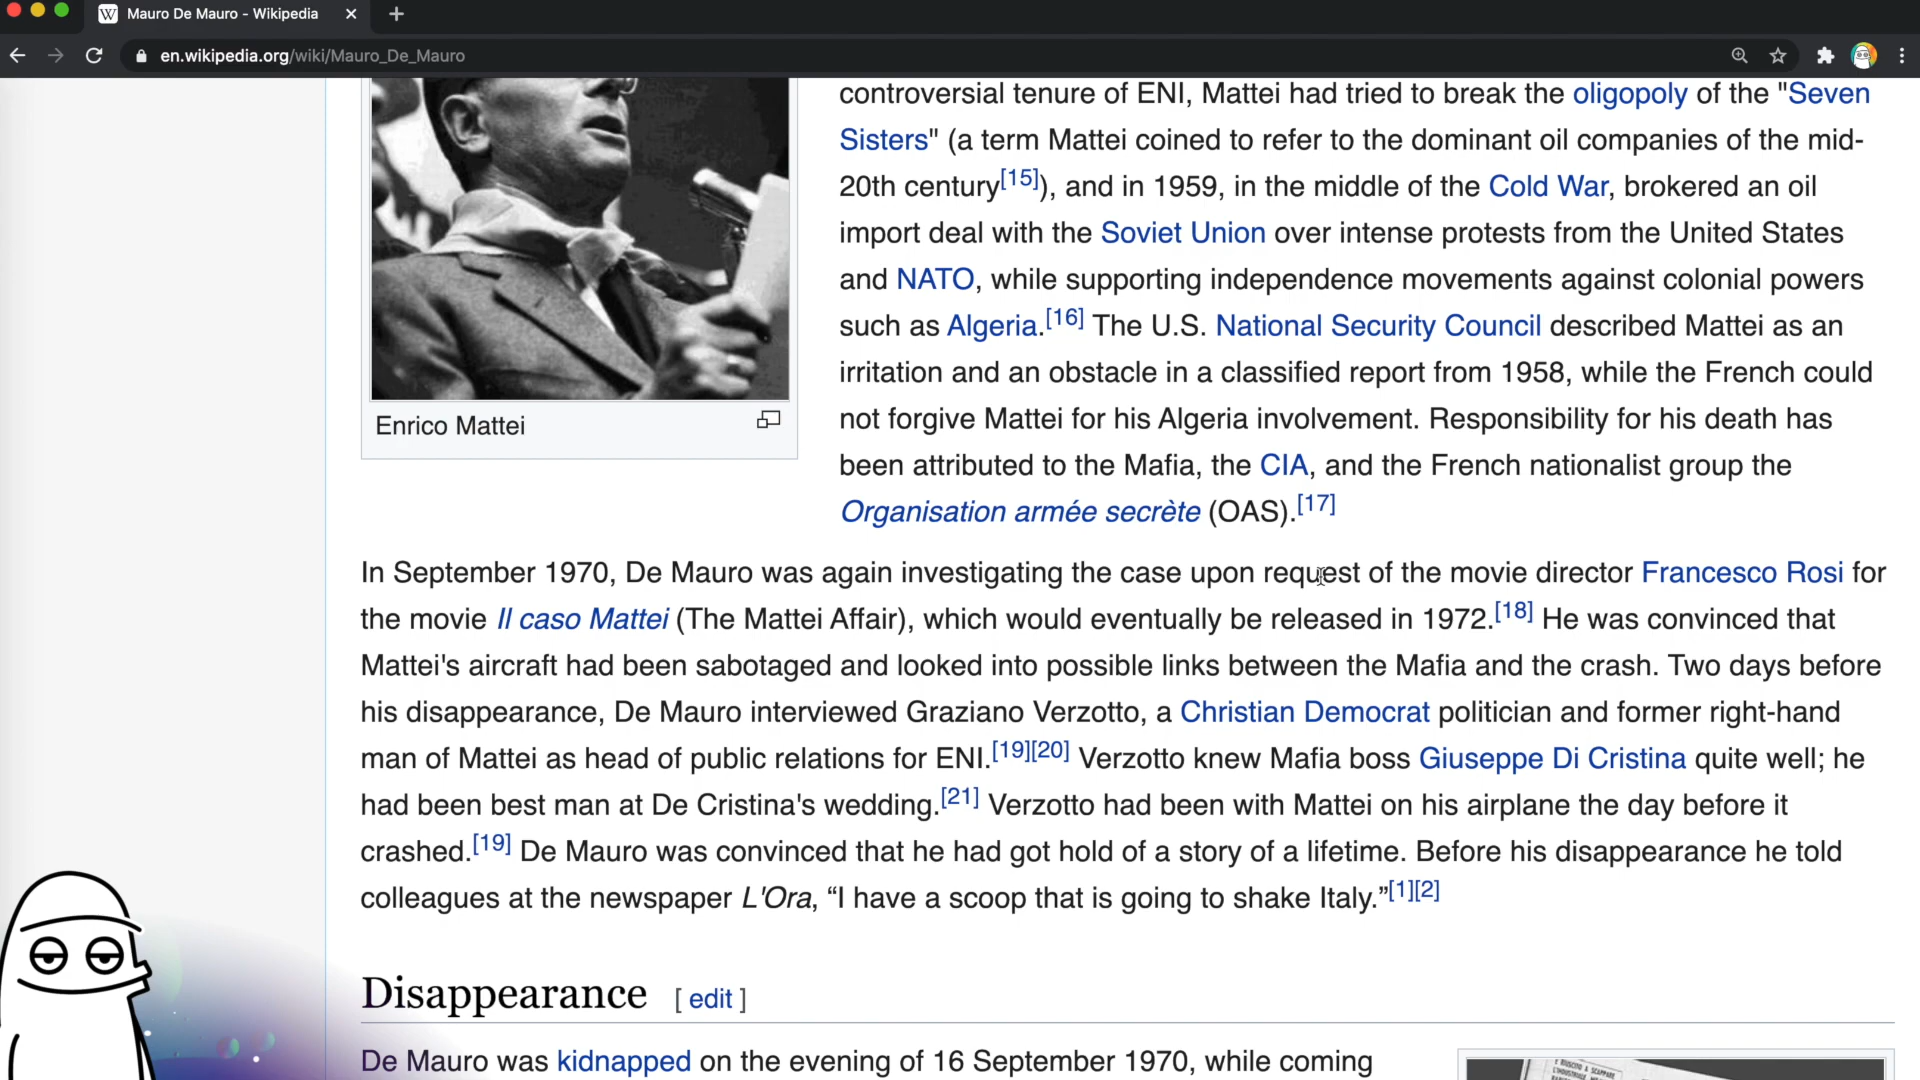 Mauro De Mauro - Wikipedia
en.wikipedia.org/wiki/Mauro_De_Mauro
controversial tenure of ENI, Mattei had tried to break the oligopoly of the "Seven
Sisters" (a term Mattei coined to refer to the dominant oil companies of the mid-
20th century[15]), and in 1959, in the middle of the Cold War, brokered an oil
import deal with the Soviet Union over intense protests from the United States
and NATO, while supporting independence movements against colonial powers
such as Algeria.[16] The U.S. National Security Council described Mattei as an
irritation and an obstacle in a classified report from 1958, while the French could
not forgive Mattei for his Algeria involvement. Responsibility for his death has
been attributed to the Mafia, the CIA, and the French nationalist group the
Organisation armée secrète (OAS).[17]
Enrico Mattei
In September 1970, De Mauro was again investigating the case upon request of the movie director Francesco Rosi for
the movie Il caso Mattei (The Mattei Affair), which would eventually be released in 1972.[18] He was convinced that
Mattei's aircraft had been sabotaged and looked into possible links between the Mafia and the crash. Two days before
his disappearance, De Mauro interviewed Graziano Verzotto, a Christian Democrat politician and former right-hand
man of Mattei as head of public relations for ENI.[19][20] Verzotto knew Mafia boss Giuseppe Di Cristina quite well; he
had been best man at De Cristina's wedding.[21] Verzotto had been with Mattei on his airplane the day before it
crashed.[19] De Mauro was convinced that he had got hold of a story of a lifetime. Before his disappearance he told
colleagues at the newspaper L'Ora, “I have a scoop that is going to shake Italy.”[1][2]
Disappearance [ edit ]
De Mauro was kidnapped on the evening of 16 September 1970, while coming